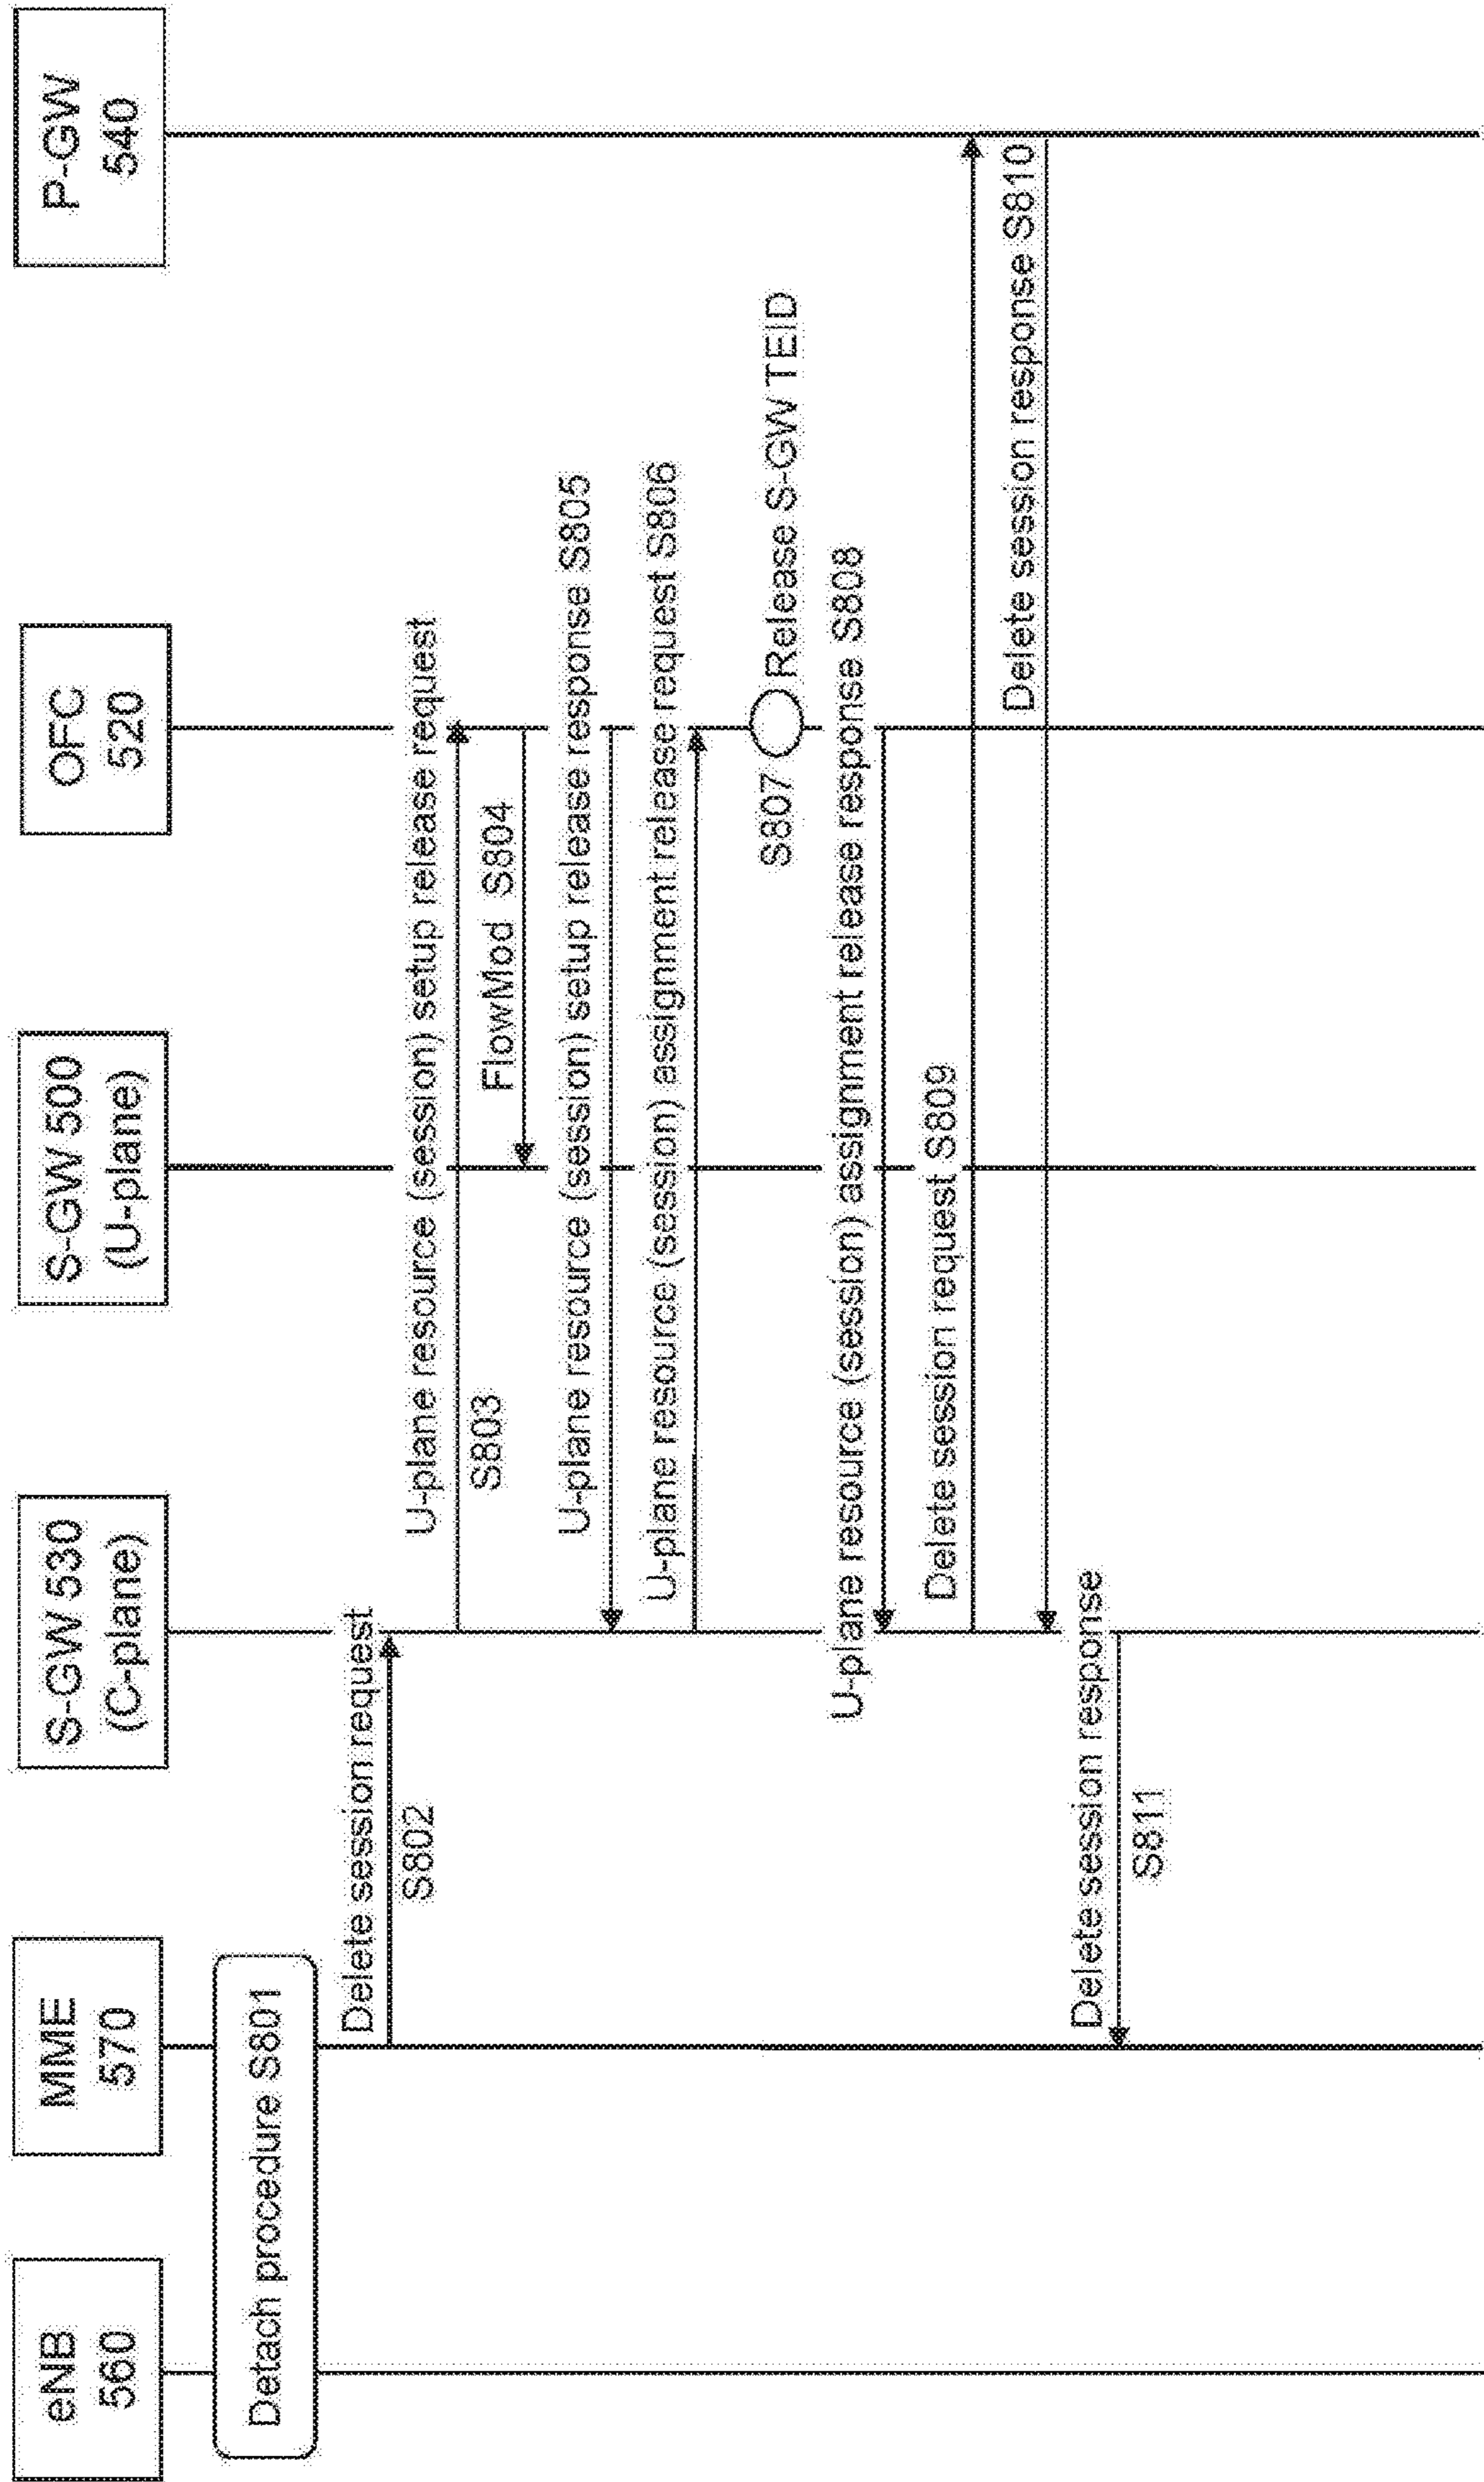 eNB
560
MME
570
S-GW 530
(C-plane)
S-GW 500
(U-plane)
OFC
520
P-GW
540
Detach procedure S801
Delete session request
S802
U-plane resource (session) setup release request
S803
FlowMod S804
U-plane resource (session) setup release response S805
U-plane resource (session) assignment release request S806
S807
Release S-GW TEID
U-plane resource (session) assignment release response S808
Delete session request S809
Delete session response S810
Delete session response
S811